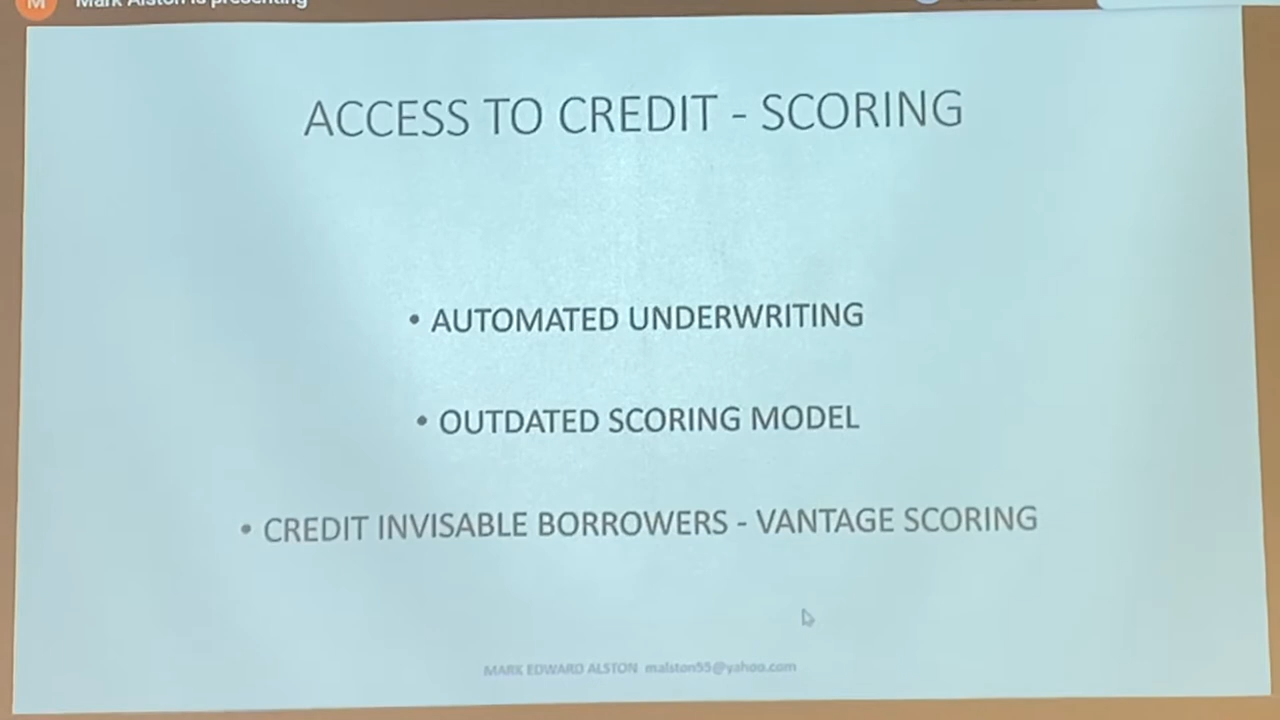 M Mark Alston is presenting
ACCESS TO CREDIT - SCORING
• AUTOMATED UNDERWRITING
• OUTDATED SCORING MODEL
• CREDIT INVISABLE BORROWERS - VANTAGE SCORING
MARK EDWARD ALSTON malston55@yahoo.com